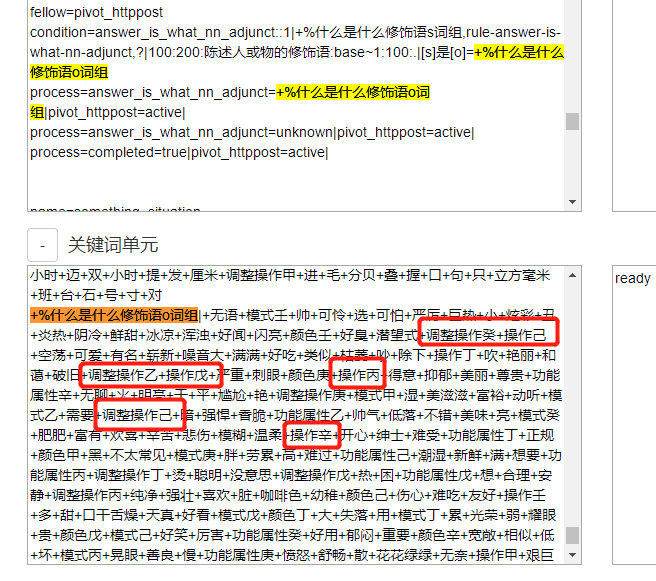 fellow=pivot_httppost
condition=answer_is_what_nn_adjunct::1|+%什么是什么修饰语s词组,rule-answer-is-
what-nn-adjunct,?|100:200:陈述人或物的修饰语:base~1:100:.|[s]是[o]=+%什么是什么
修饰语o词组
process=answer_is_what_nn_adjunct=+%什么是什么修饰语o词
组|pivot_httppost=active|
process=answer_is_what_nn_adjunct=unknown|pivot_httppost=active|
process=completed=true|pivot_httppost=active|
name=something_situation
- 关键词单元
小时+迈+双+小时+提+发+厘米+调整操作甲+进+毛+分贝+叠+握+口+句+只+立方毫米
+班+台+石+号+寸+对
+%什么是什么修饰语o词组|+无语+模式壬+帅+可怜+选+可怕+严厉+巨热+小+炫彩+丑
+炎热+阴冷+鲜甜+冰凉+浑浊+好闻+闪亮+颜色壬+好臭+潜望式+调整操作癸+操作己
+空荡+可爱+有名+崭新+噪音大+满满+好吃+类似+枯萎+吵+除下+操作丁+吹+艳丽+和
蔼+破旧+调整操作乙+操作戊+严重+刺眼+颜色庚+操作丙+得意+抑郁+美丽+尊贵+功能
属性辛+无聊+火+明亮+干+平+尴尬+艳+调整操作庚+模式甲+湿+美滋滋+富裕+动听+模
式乙+需要+调整操作己+暗+强悍+香脆+功能属性乙+帅气+低落+不错+美味+亮+模式癸
+肥肥+富有+欢喜+辛苦+悲伤+模糊+温柔+操作辛+开心+绅士+难受+功能属性丁+正规
+颜色甲+黑+不太常见+模式庚+胖+劳累+高+难过+功能属性己+潮湿+新鲜+满+想要+功
能属性丙+调整操作丁+烫+聪明+没意思+调整操作戊+热+困+功能属性戊+想+合理+安
静+调整操作丙+纯净+强壮+喜欢+脏+咖啡色+幼稚+颜色己+伤心+难吃+友好+操作壬
+多+甜+口干舌燥+天真+好看+模式戊+颜色丁+大+失落+用+模式丁+累+光荣+弱+耀眼
+贵+颜色戊+模式己+好笑+厉害+功能属性癸+好用+郁闷+重要+颜色辛+宽敞+相似+低
+坏+模式丙+晃眼+善良+慢+功能属性庚+愤怒+舒畅+散+花花绿绿+无奈+操作甲+艰巨
ready